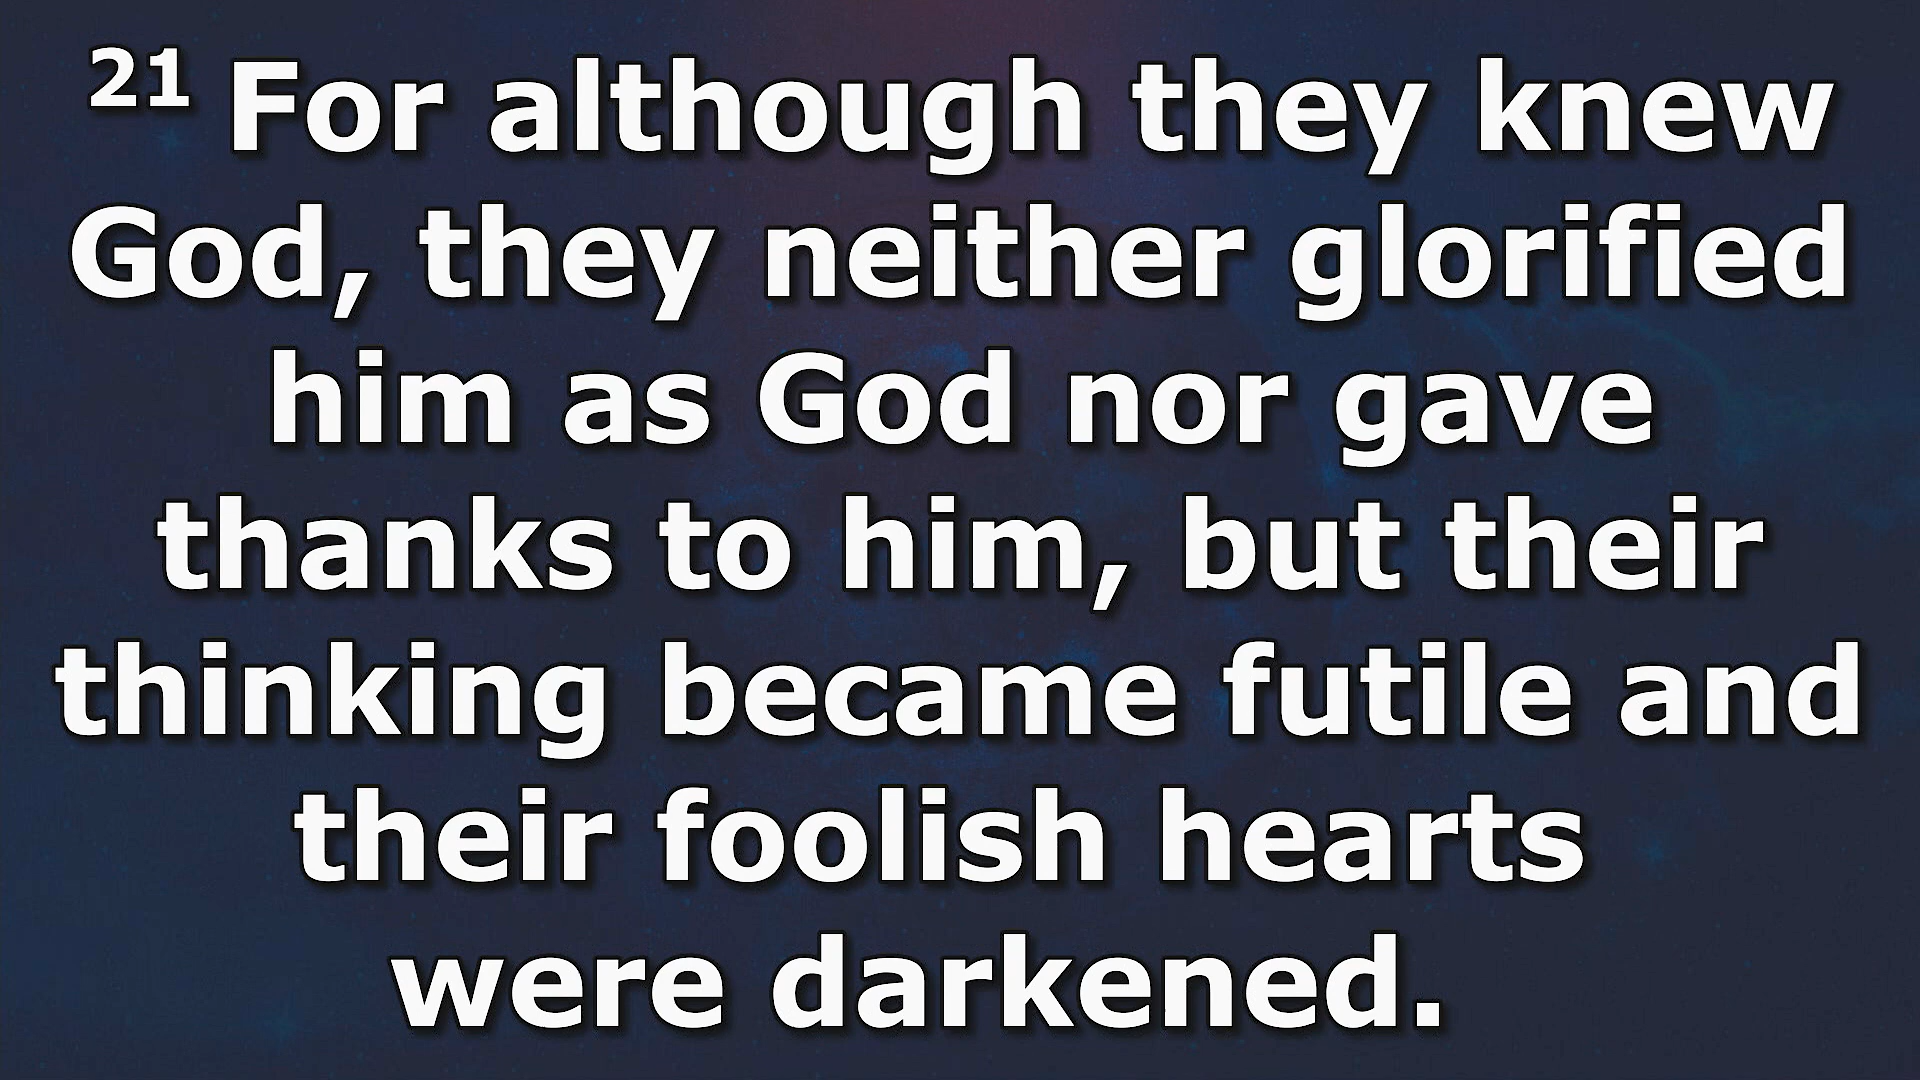 21 For although they knew
God, they neither glorified
him as God nor gave
thanks to him, but their
thinking became futile and
their foolish hearts
were darkened.